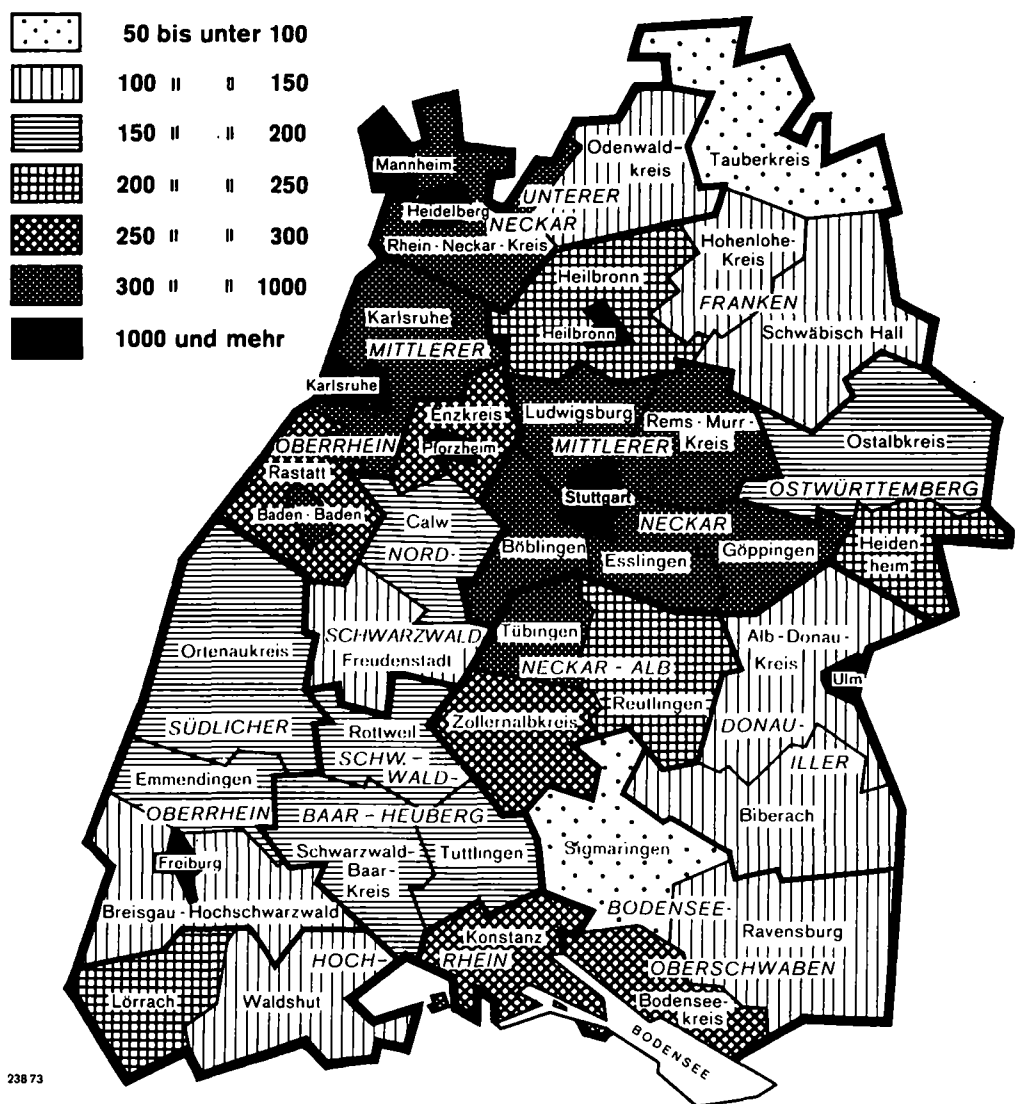 50 bis unter 100
100 " " 150
150 " " 200
200 " " 250
250 " " 300
300 " " 1000
1000 und mehr
Mannheim
Odenwald-
kreis
Tauberkreis
Heidelberg
UNTERER
NECKAR
Rhein-Neckar-Kreis
Hohenlohe-
Kreis
Heilbronn
FRANKEN
Karlsruhe
Heilbronn
Schwäbisch Hall
MITTLERER
Karlsruhe
Enzkreis
Ludwigsburg
Rems-Murr-
Kreis
OBERRHEIN
Pforzheim
MITTLERER
Ostalbkreis
Rastatt
Stuttgart
OSTWÜRTTEMBERG
Baden-Baden
Calw
NECKAR
NORD-
Böblingen
Esslingen
Göppingen
Heiden
heim
SCHWARZWALD
Tübingen
Alb-Donau-
Kreis
Ortenaukreis
Freudenstadt
NECKAR-ALB
Ulm
Reutlingen
SÜDLICHER
Rottweil
Zollernalbkreis
DONAU-
SCHW.-
WALD-
ILLER
Emmendingen
OBERRHEIN
BAAR-HEUBERG
Biberach
Freiburg
Schwarzwald-
Baar-
Kreis
Tuttlingen
Sigmaringen
Breisgau-Hochschwarzwald
BODENSEE-
Konstanz
Ravensburg
HOCH-
RHEIN
OBERSCHWABEN
Lörrach
Waldshut
Bodensee-
kreis
BODENSEE
238 73